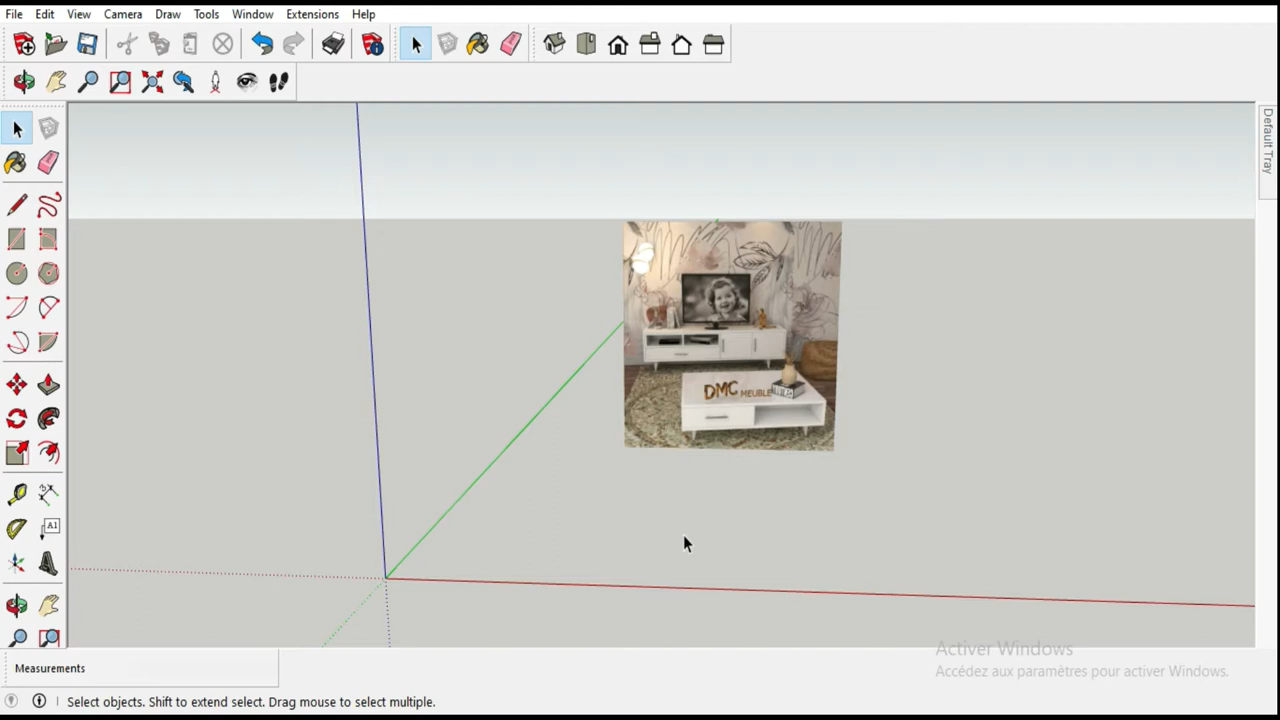 File Edit View Camera Draw Tools Window Extensions Help
Default Tray
DMC MEUBLE
A1
Measurements
Activer Windows
Accédez aux paramètres pour activer Windows.
Select objects. Shift to extend select. Drag mouse to select multiple.